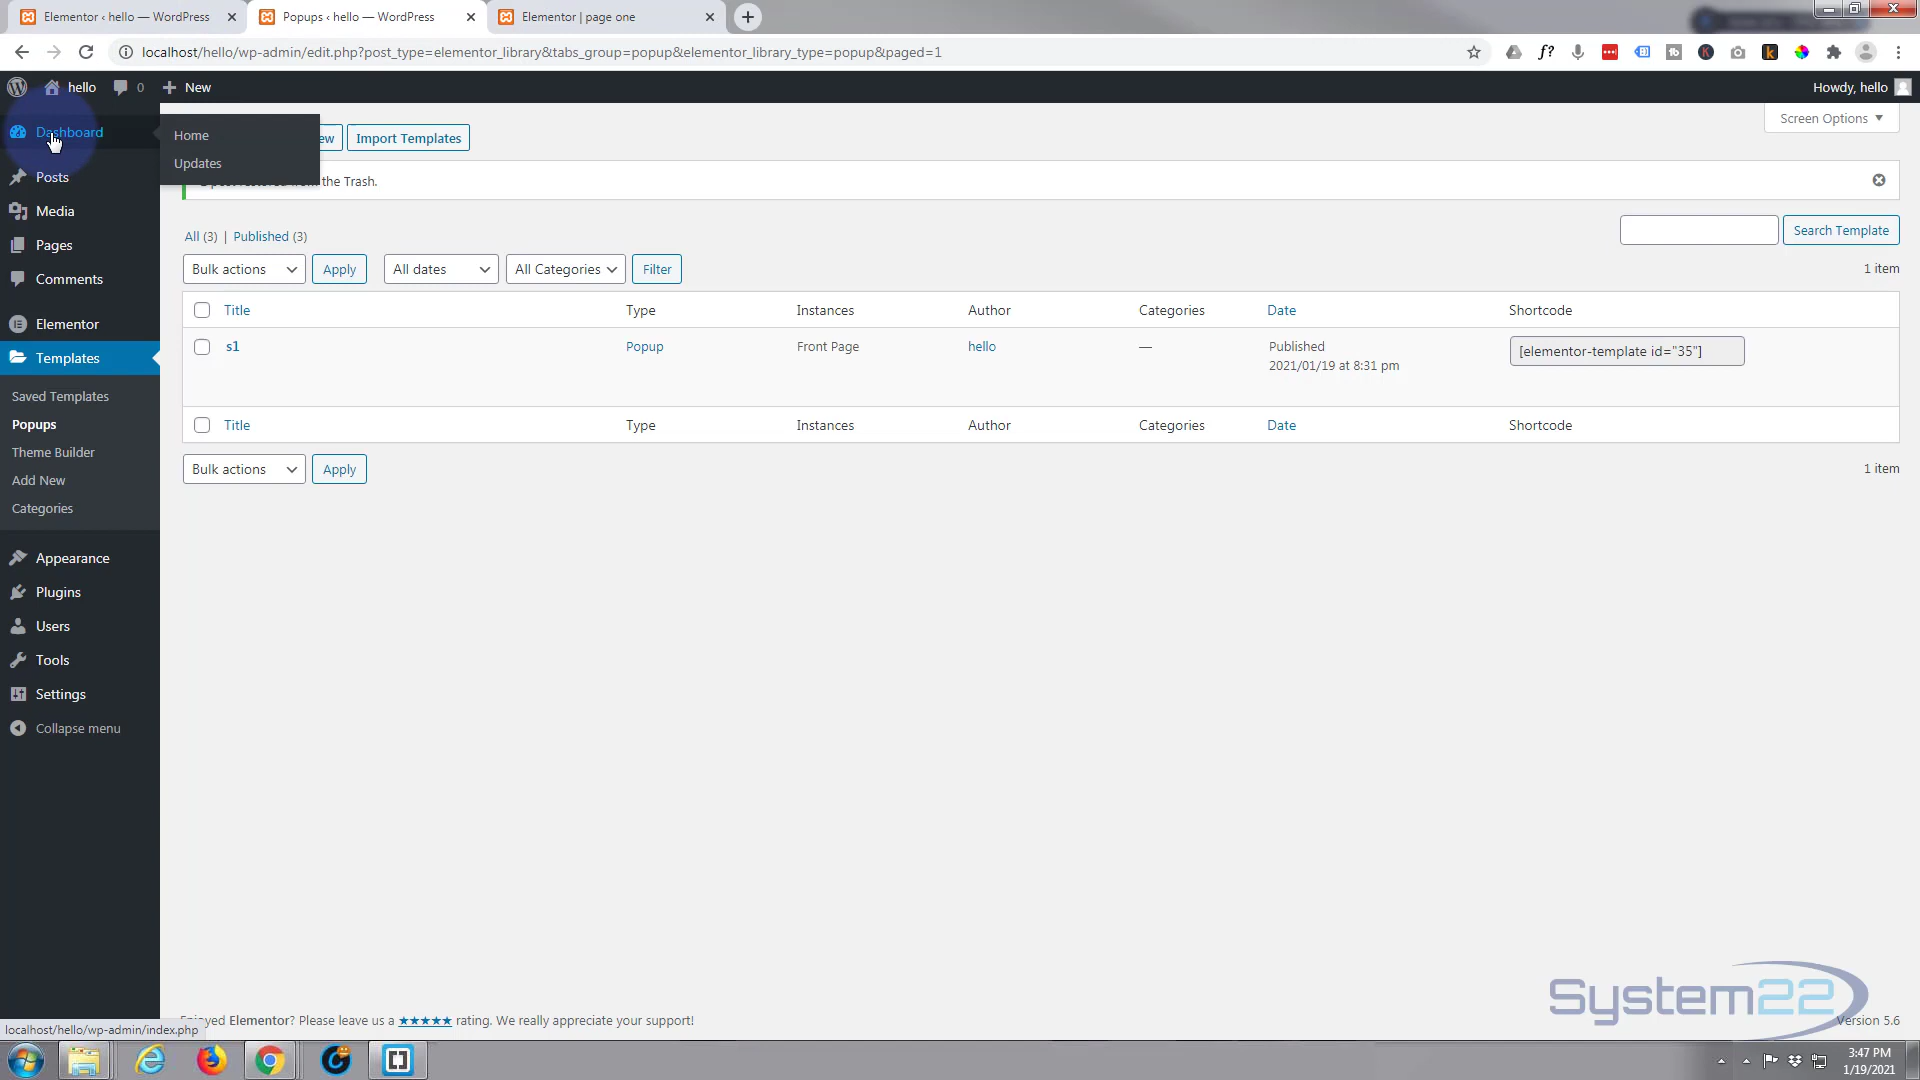 Elementor ‹ hello — WordPress
Popups ‹ hello — WordPress
Elementor | page one
localhost/hello/wp-admin/edit.php?post_type=elementor_library&tabs_group=popup&elementor_library_type=popup&paged=1
hello
0
New
Howdy, hello
Dashboard
Home
Updates
Import Templates
Screen Options
the Trash.
Posts
Media
Pages
Comments
Elementor
Templates
Saved Templates
Popups
Theme Builder
Add New
Categories
Appearance
Plugins
Users
Tools
Settings
Collapse menu
All (3) | Published (3)
Search Template
Bulk actions
Apply
All dates
All Categories
Filter
1 item
Title Type Instances Author Categories Date Shortcode
s1 Popup Front Page hello — Published [elementor-template id="35"]
2021/01/19 at 8:31 pm
Title Type Instances Author Categories Date Shortcode
Bulk actions
Apply
1 item
Enjoyed Elementor? Please leave us a ★★★★★ rating. We really appreciate your support!
System22
Version 5.6
localhost/hello/wp-admin/index.php
3:47 PM
1/19/2021